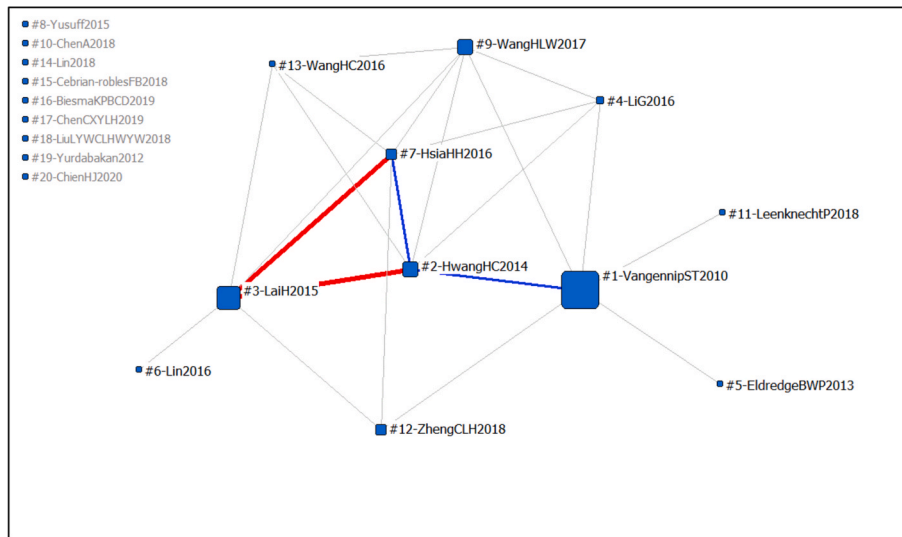 #8-Yusuff2015
#10-ChenA2018
#14-Lin2018
#15-Cebrian-roblesFB2018
#16-BiesmaKPBCD2019
#17-ChenCXYLH2019
#18-LiuLYWCLHWYW2018
#19-Yurdabakan2012
#20-ChienHJ2020
#9-WangHLW2017
#13-WangHC2016
#4-LiG2016
#7-HsiaHH2016
#11-LeenknechtP2018
#2-HwangHC2014
#1-VangennipST2010
#3-LaiH2015
#6-Lin2016
#5-EldredgeBWP2013
#12-ZhengCLH2018